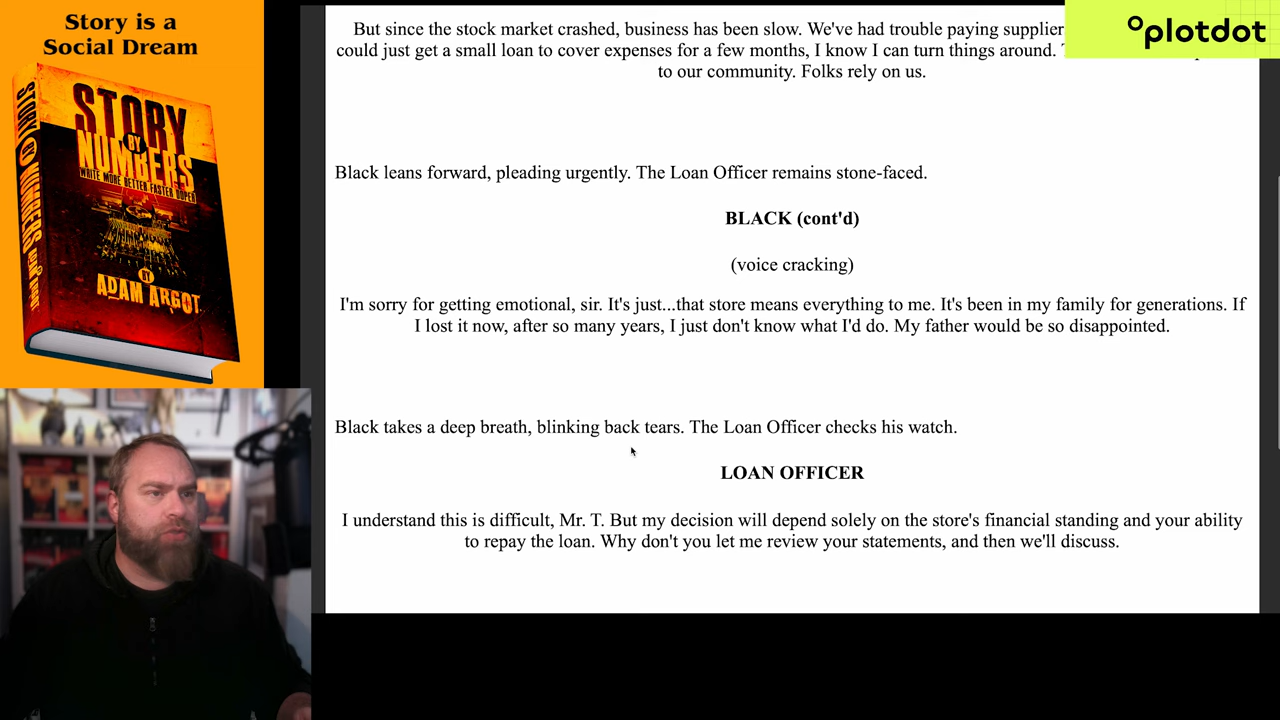 Story is a
Social Dream
STORY
BY
NUMBERS
WRITE MORE BETTER FASTER DOPER
BY
ADAM ARGOT
STORY BY NUMBERS
plotdot
But since the stock market crashed, business has been slow. We've had trouble paying supplier
could just get a small loan to cover expenses for a few months, I know I can turn things around.
to our community. Folks rely on us.
Black leans forward, pleading urgently. The Loan Officer remains stone-faced.
BLACK (cont'd)
(voice cracking)
I'm sorry for getting emotional, sir. It's just...that store means everything to me. It's been in my family for generations. If
I lost it now, after so many years, I just don't know what I'd do. My father would be so disappointed.
Black takes a deep breath, blinking back tears. The Loan Officer checks his watch.
LOAN OFFICER
I understand this is difficult, Mr. T. But my decision will depend solely on the store's financial standing and your ability
to repay the loan. Why don't you let me review your statements, and then we'll discuss.